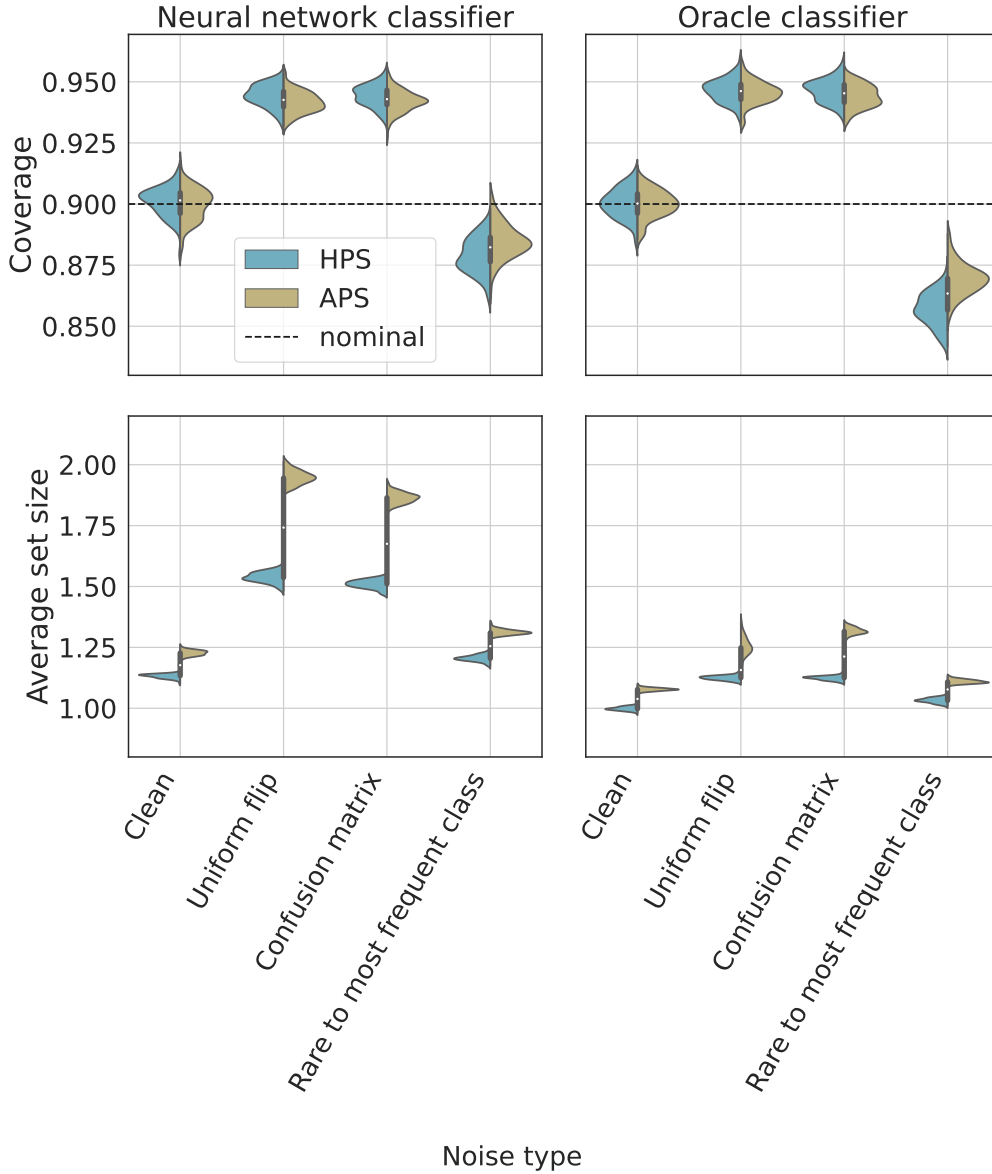 Neural network classifier
Oracle classifier
Coverage
0.950
0.925
0.900
0.875
0.850
HPS
APS
nominal
Average set size
2.00
1.75
1.50
1.25
1.00
Clean
Uniform flip
Confusion matrix
Rare to most frequent class
Clean
Uniform flip
Confusion matrix
Rare to most frequent class
Noise type